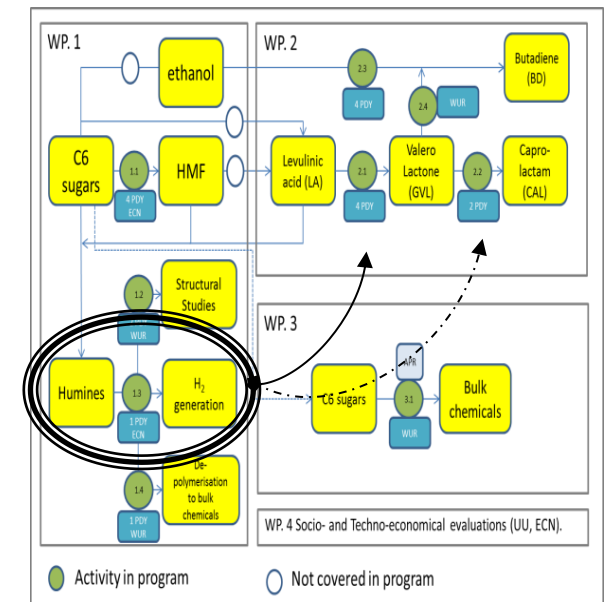 WP. 1
ethanol
C6
sugars
1.1
4 PDY
ECN
HMF
1.2
WUR
Structural
Studies
Humines
1.3
1 PDY
ECN
H2
generation
1.4
1 PDY
WUR
De-
polymerisation
to bulk
chemicals
WP. 2
2.3
4 PDY
Butadiene
(BD)
2.4
WUR
Levulinic
acid (LA)
2.1
4 PDY
Valero
Lactone
(GVL)
2.2
2 PDY
Capro-
lactam
(CAL)
WP. 3
C6 sugars
APR
3.1
WUR
Bulk
chemicals
WP. 4 Socio- and Techno-economical evaluations (UU, ECN).
Activity in program
Not covered in program